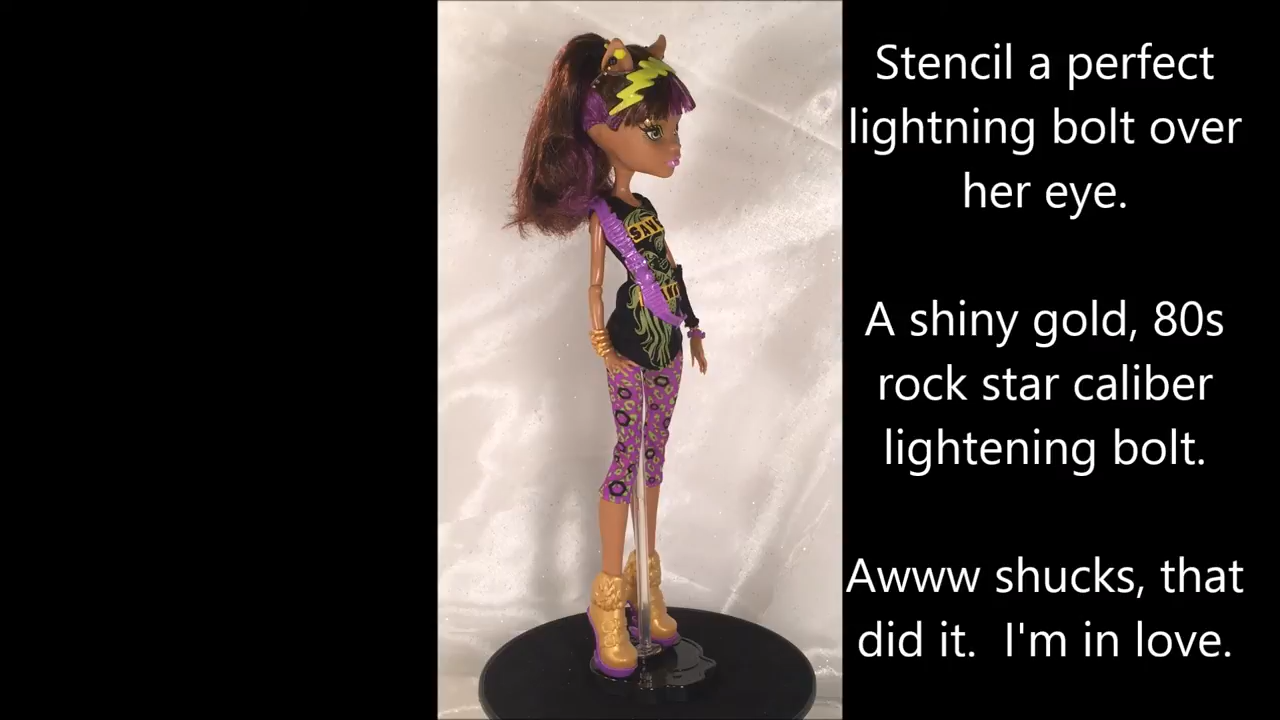 Stencil a perfect
lightning bolt over
her eye.
A shiny gold, 80s
rock star caliber
lightening bolt.
Awww shucks, that
did it.  I'm in love.